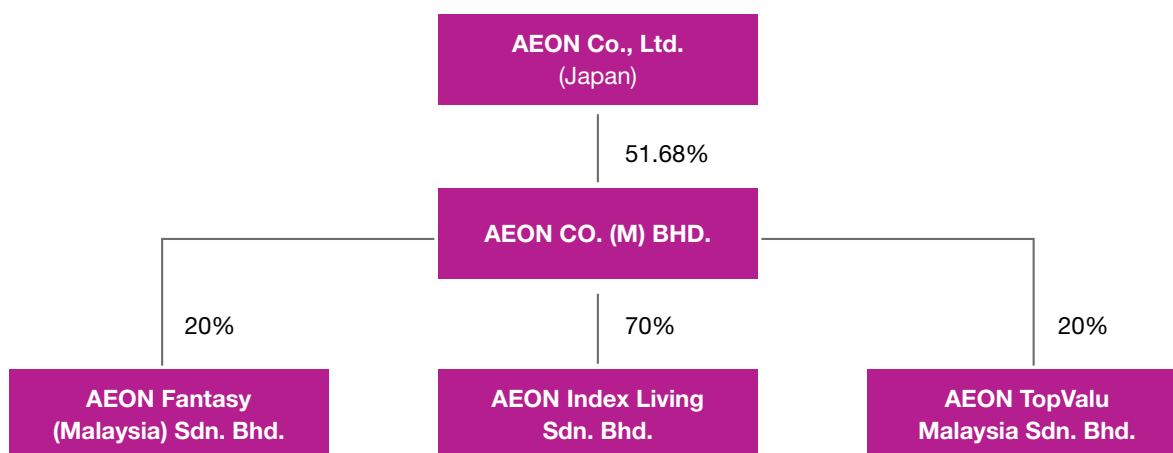 AEON Co., Ltd.
(Japan)
51.68%
AEON CO. (M) BHD.
20%
70%
20%
AEON Fantasy
(Malaysia) Sdn. Bhd.
AEON Index Living
Sdn. Bhd.
AEON TopValu
Malaysia Sdn. Bhd.